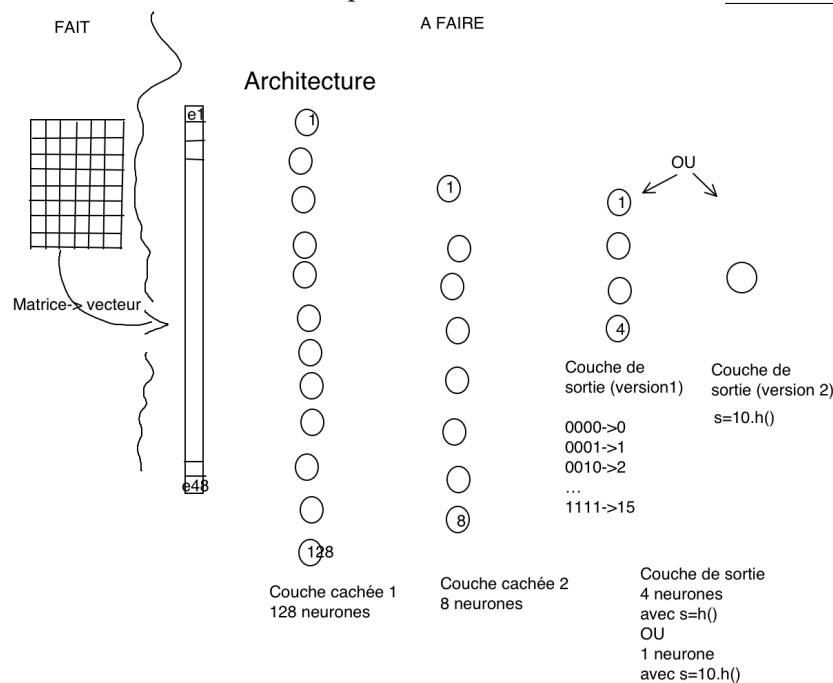 FAIT
A FAIRE
Architecture
e1
Matrice-> vecteur
e48
1
128
Couche cachée 1
128 neurones
1
8
Couche cachée 2
8 neurones
OU
1
4
Couche de
sortie (version1)
0000->0
0001->1
0010->2
...
1111->15
Couche de
sortie (version 2)
s=10.h()
Couche de sortie
4 neurones
avec s=h()
OU
1 neurone
avec s=10.h()